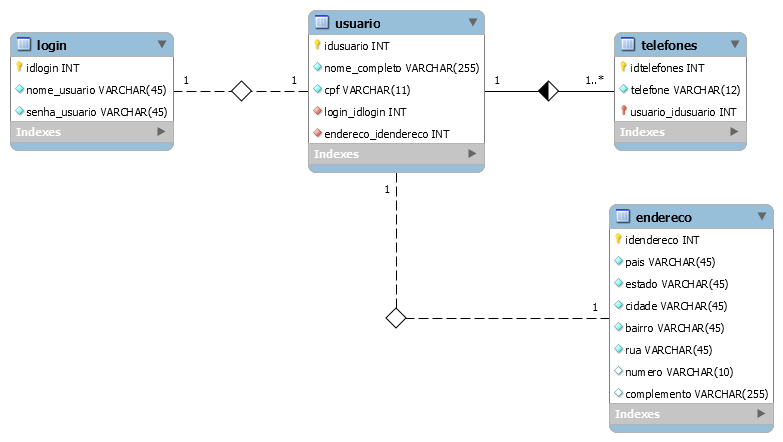 login
idlogin INT
nome_usuario VARCHAR(45)
senha_usuario VARCHAR(45)
Indexes
1
1
usuario
idusuario INT
nome_completo VARCHAR(255)
cpf VARCHAR(11)
login_idlogin INT
endereco_idendereco INT
Indexes
1
1..*
telefones
idtelefones INT
telefone VARCHAR(12)
usuario_idusuario INT
Indexes
1
1
endereco
idendereco INT
pais VARCHAR(45)
estado VARCHAR(45)
cidade VARCHAR(45)
bairro VARCHAR(45)
rua VARCHAR(45)
numero VARCHAR(10)
complemento VARCHAR(255)
Indexes